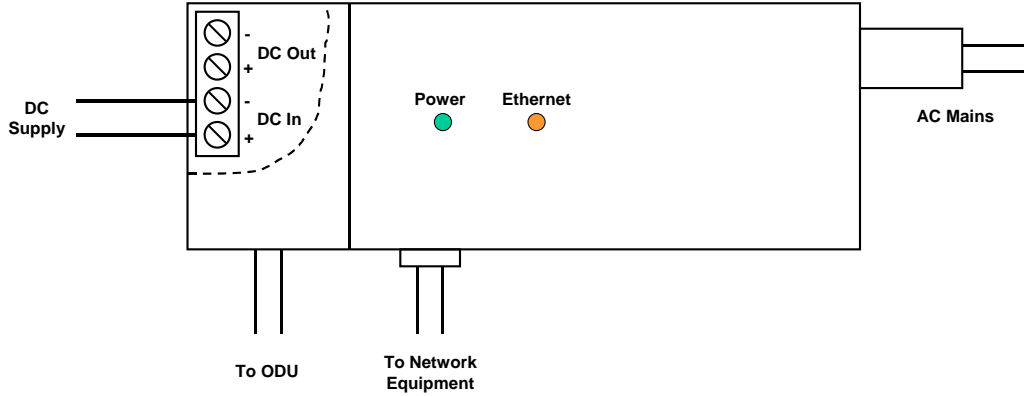 -
DC Out
+
-
DC In
+
DC
Supply
Power
Ethernet
AC Mains
To ODU
To Network
Equipment